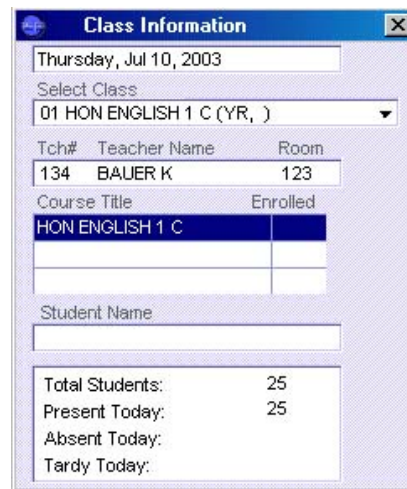 Class Information
Thursday, Jul 10, 2003
Select Class
01 HON ENGLISH 1 C (YR, )
Tch# Teacher Name Room
134 BAUER K 123
Course Title Enrolled
HON ENGLISH 1 C
Student Name
Total Students: 25
Present Today: 25
Absent Today:
Tardy Today: